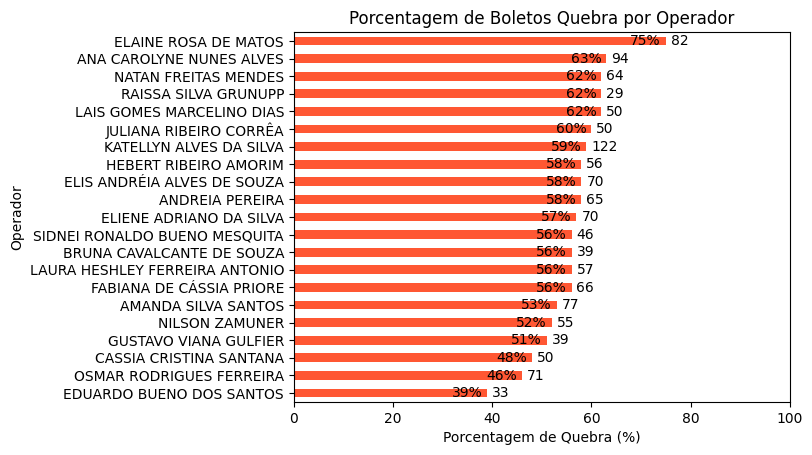 Porcentagem de Boletos Quebra por Operador
ELAINE ROSA DE MATOS 75% 82
ANA CAROLYNE NUNES ALVES 63% 94
NATAN FREITAS MENDES 62% 64
RAISSA SILVA GRUNUPP 62% 29
LAIS GOMES MARCELINO DIAS 62% 50
JULIANA RIBEIRO CORRÊA 60% 50
KATELLYN ALVES DA SILVA 59% 122
HEBERT RIBEIRO AMORIM 58% 56
ELIS ANDRÉIA ALVES DE SOUZA 58% 70
ANDREIA PEREIRA 58% 65
ELIENE ADRIANO DA SILVA 57% 70
SIDNEI RONALDO BUENO MESQUITA 56% 46
BRUNA CAVALCANTE DE SOUZA 56% 39
LAURA HESHLEY FERREIRA ANTONIO 56% 57
FABIANA DE CÁSSIA PRIORE 56% 66
AMANDA SILVA SANTOS 53% 77
NILSON ZAMUNER 52% 55
GUSTAVO VIANA GULFIER 51% 39
CASSIA CRISTINA SANTANA 48% 50
OSMAR RODRIGUES FERREIRA 46% 71
EDUARDO BUENO DOS SANTOS 39% 33
Operador
0 20 40 60 80 100
Porcentagem de Quebra (%)